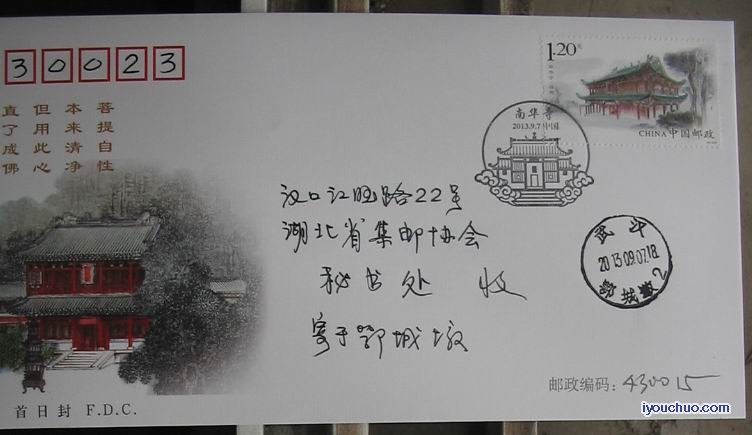 30023
菩提自性
本来清净
但用此心
直了成佛
1.20元
CHINA 中国邮政
南华寺
2013.9.7 中国
汉口江旺路22号
湖北省集邮协会
秘书处 收
寄于鄂城墩
武汉
2013.09.07.18
鄂城墩 2
邮政编码：430015
首日封 F.D.C.
iyouchuo.com